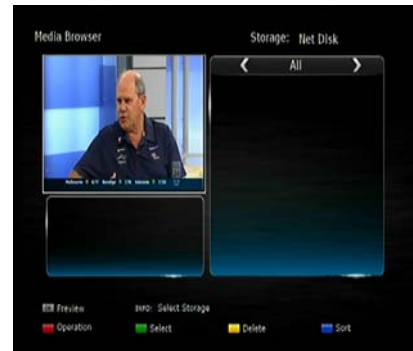 Media Browser
Storage: Net Disk
All
Preview
INFO: Select Storage
Operation
Select
Delete
Sort